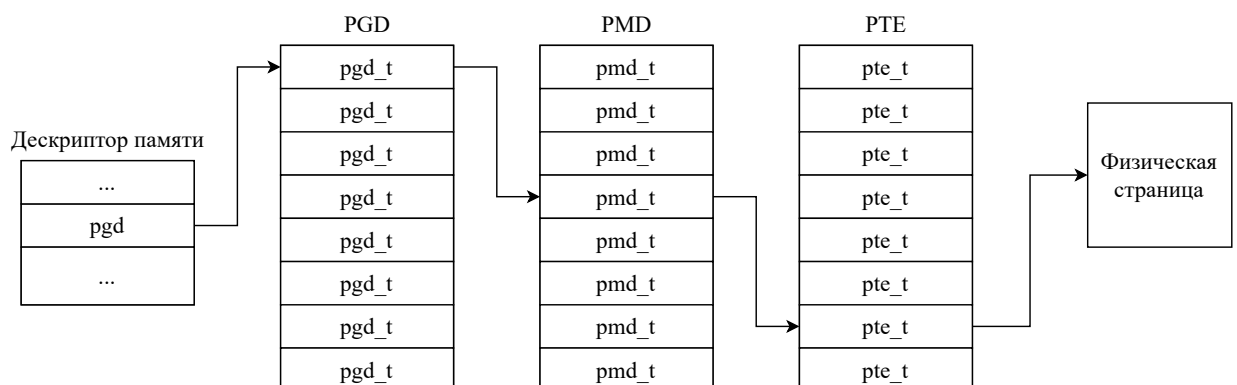 PGD
PMD
PTE
Дескриптор памяти
...
pgd
...
pgd_t
pgd_t
pgd_t
pgd_t
pgd_t
pgd_t
pgd_t
pgd_t
pmd_t
pmd_t
pmd_t
pmd_t
pmd_t
pmd_t
pmd_t
pmd_t
pte_t
pte_t
pte_t
pte_t
pte_t
pte_t
pte_t
pte_t
Физическая
страница